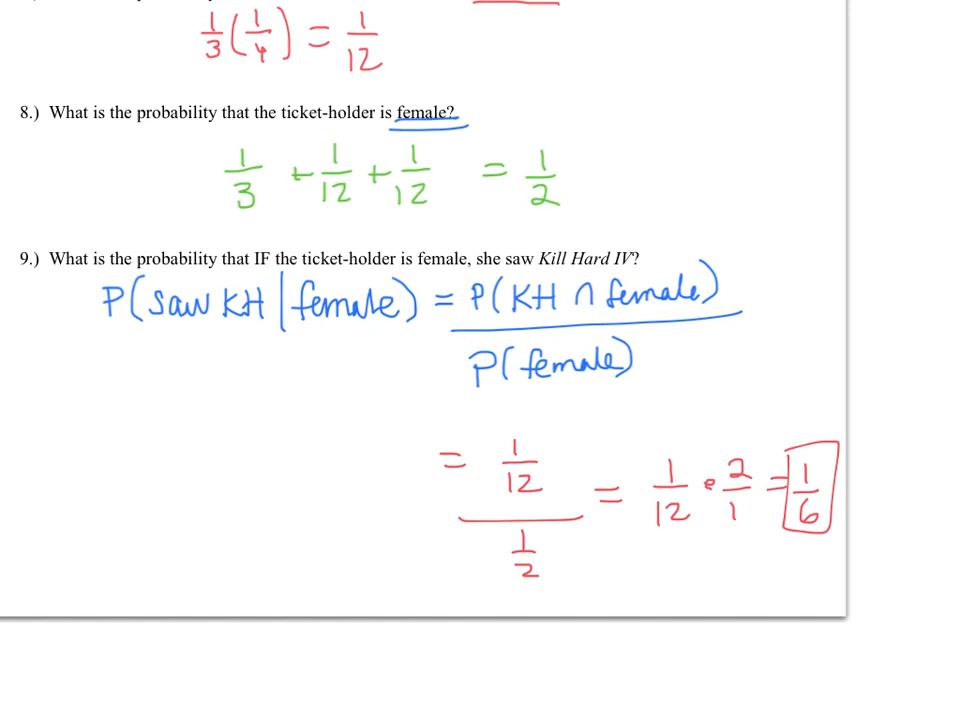 1/3 (1/4) = 1/12
8.) What is the probability that the ticket-holder is female?
1/3 + 1/12 + 1/12 = 1/2
9.) What is the probability that IF the ticket-holder is female, she saw Kill Hard IV?
P(saw KH | female) = P(KH ∩ female) / P(female)
= 1/12 / 1/2 = 1/12 • 2/1 = 1/6